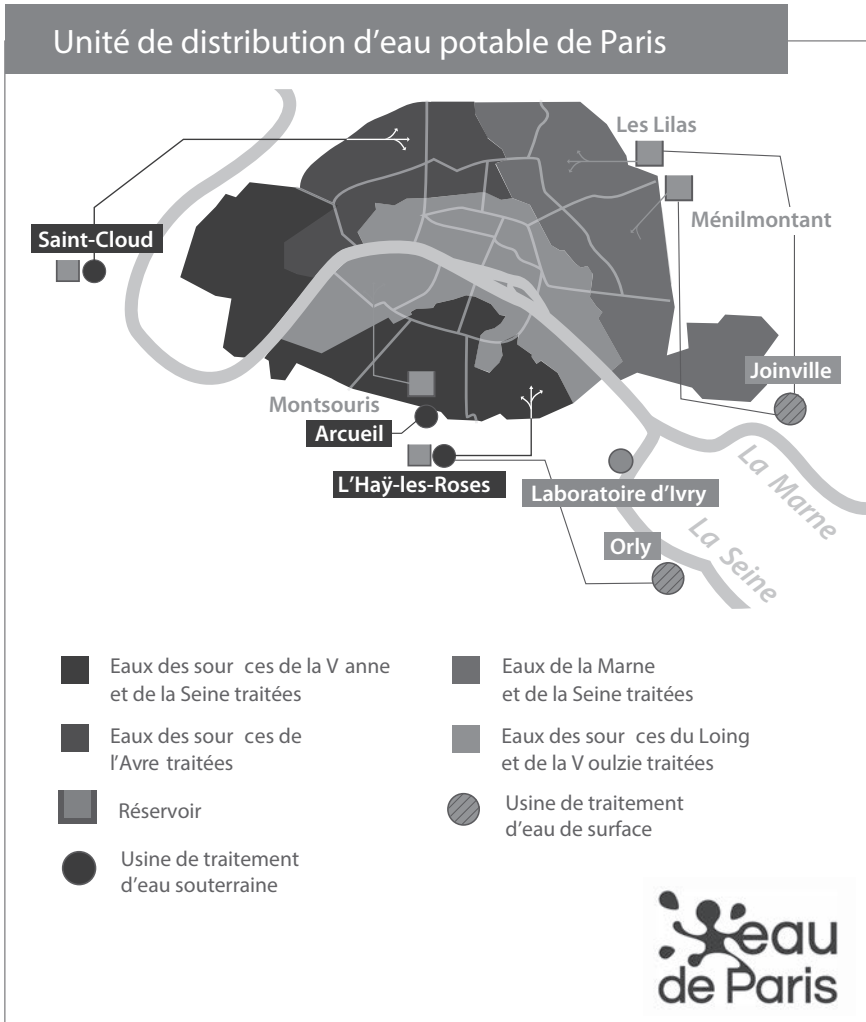 Unité de distribution d'eau potable de Paris
Les Lilas
Ménilmontant
Saint-Cloud
Joinville
Montsouris
Arcueil
L'Haÿ-les-Roses
Laboratoire d'Ivry
La Marne
Orly
La Seine
Eaux des sour ces de la V anne
et de la Seine traitées
Eaux de la Marne
et de la Seine traitées
Eaux des sour ces de
l'Avre traitées
Eaux des sour ces du Loing
et de la V oulzie traitées
Réservoir
Usine de traitement
d'eau de surface
Usine de traitement
d'eau souterraine
eau
de Paris